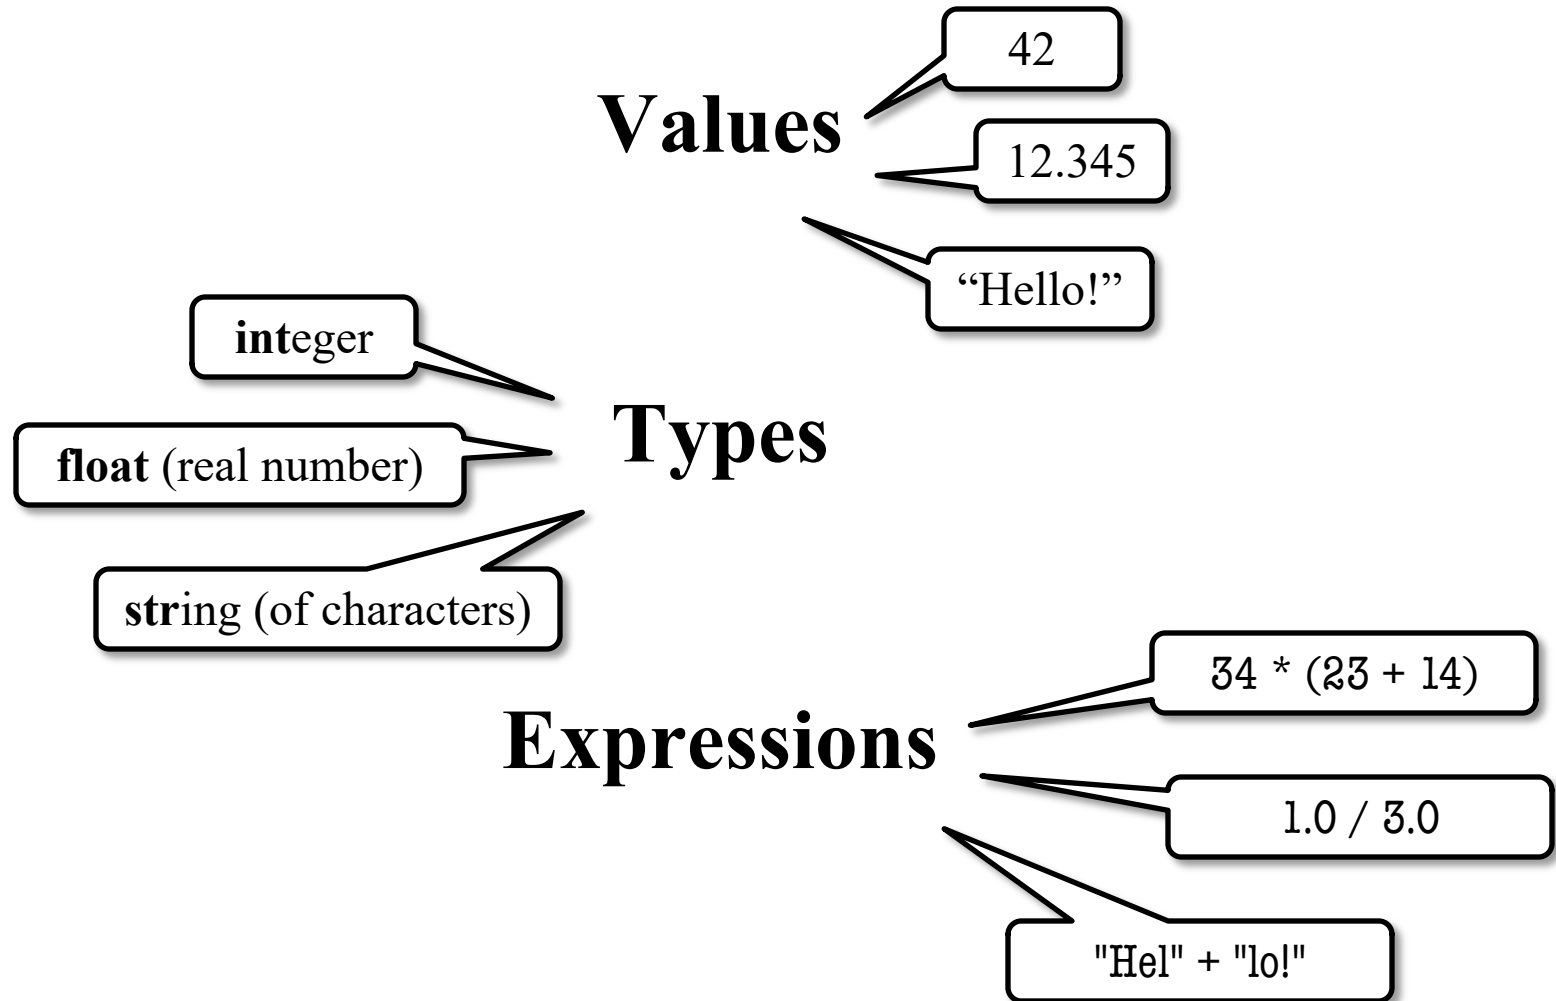 42
Values
12.345
“Hello!”
integer
Types
float (real number)
string (of characters)
34 * (23 + 14)
Expressions
1.0 / 3.0
"Hel" + "lo!"